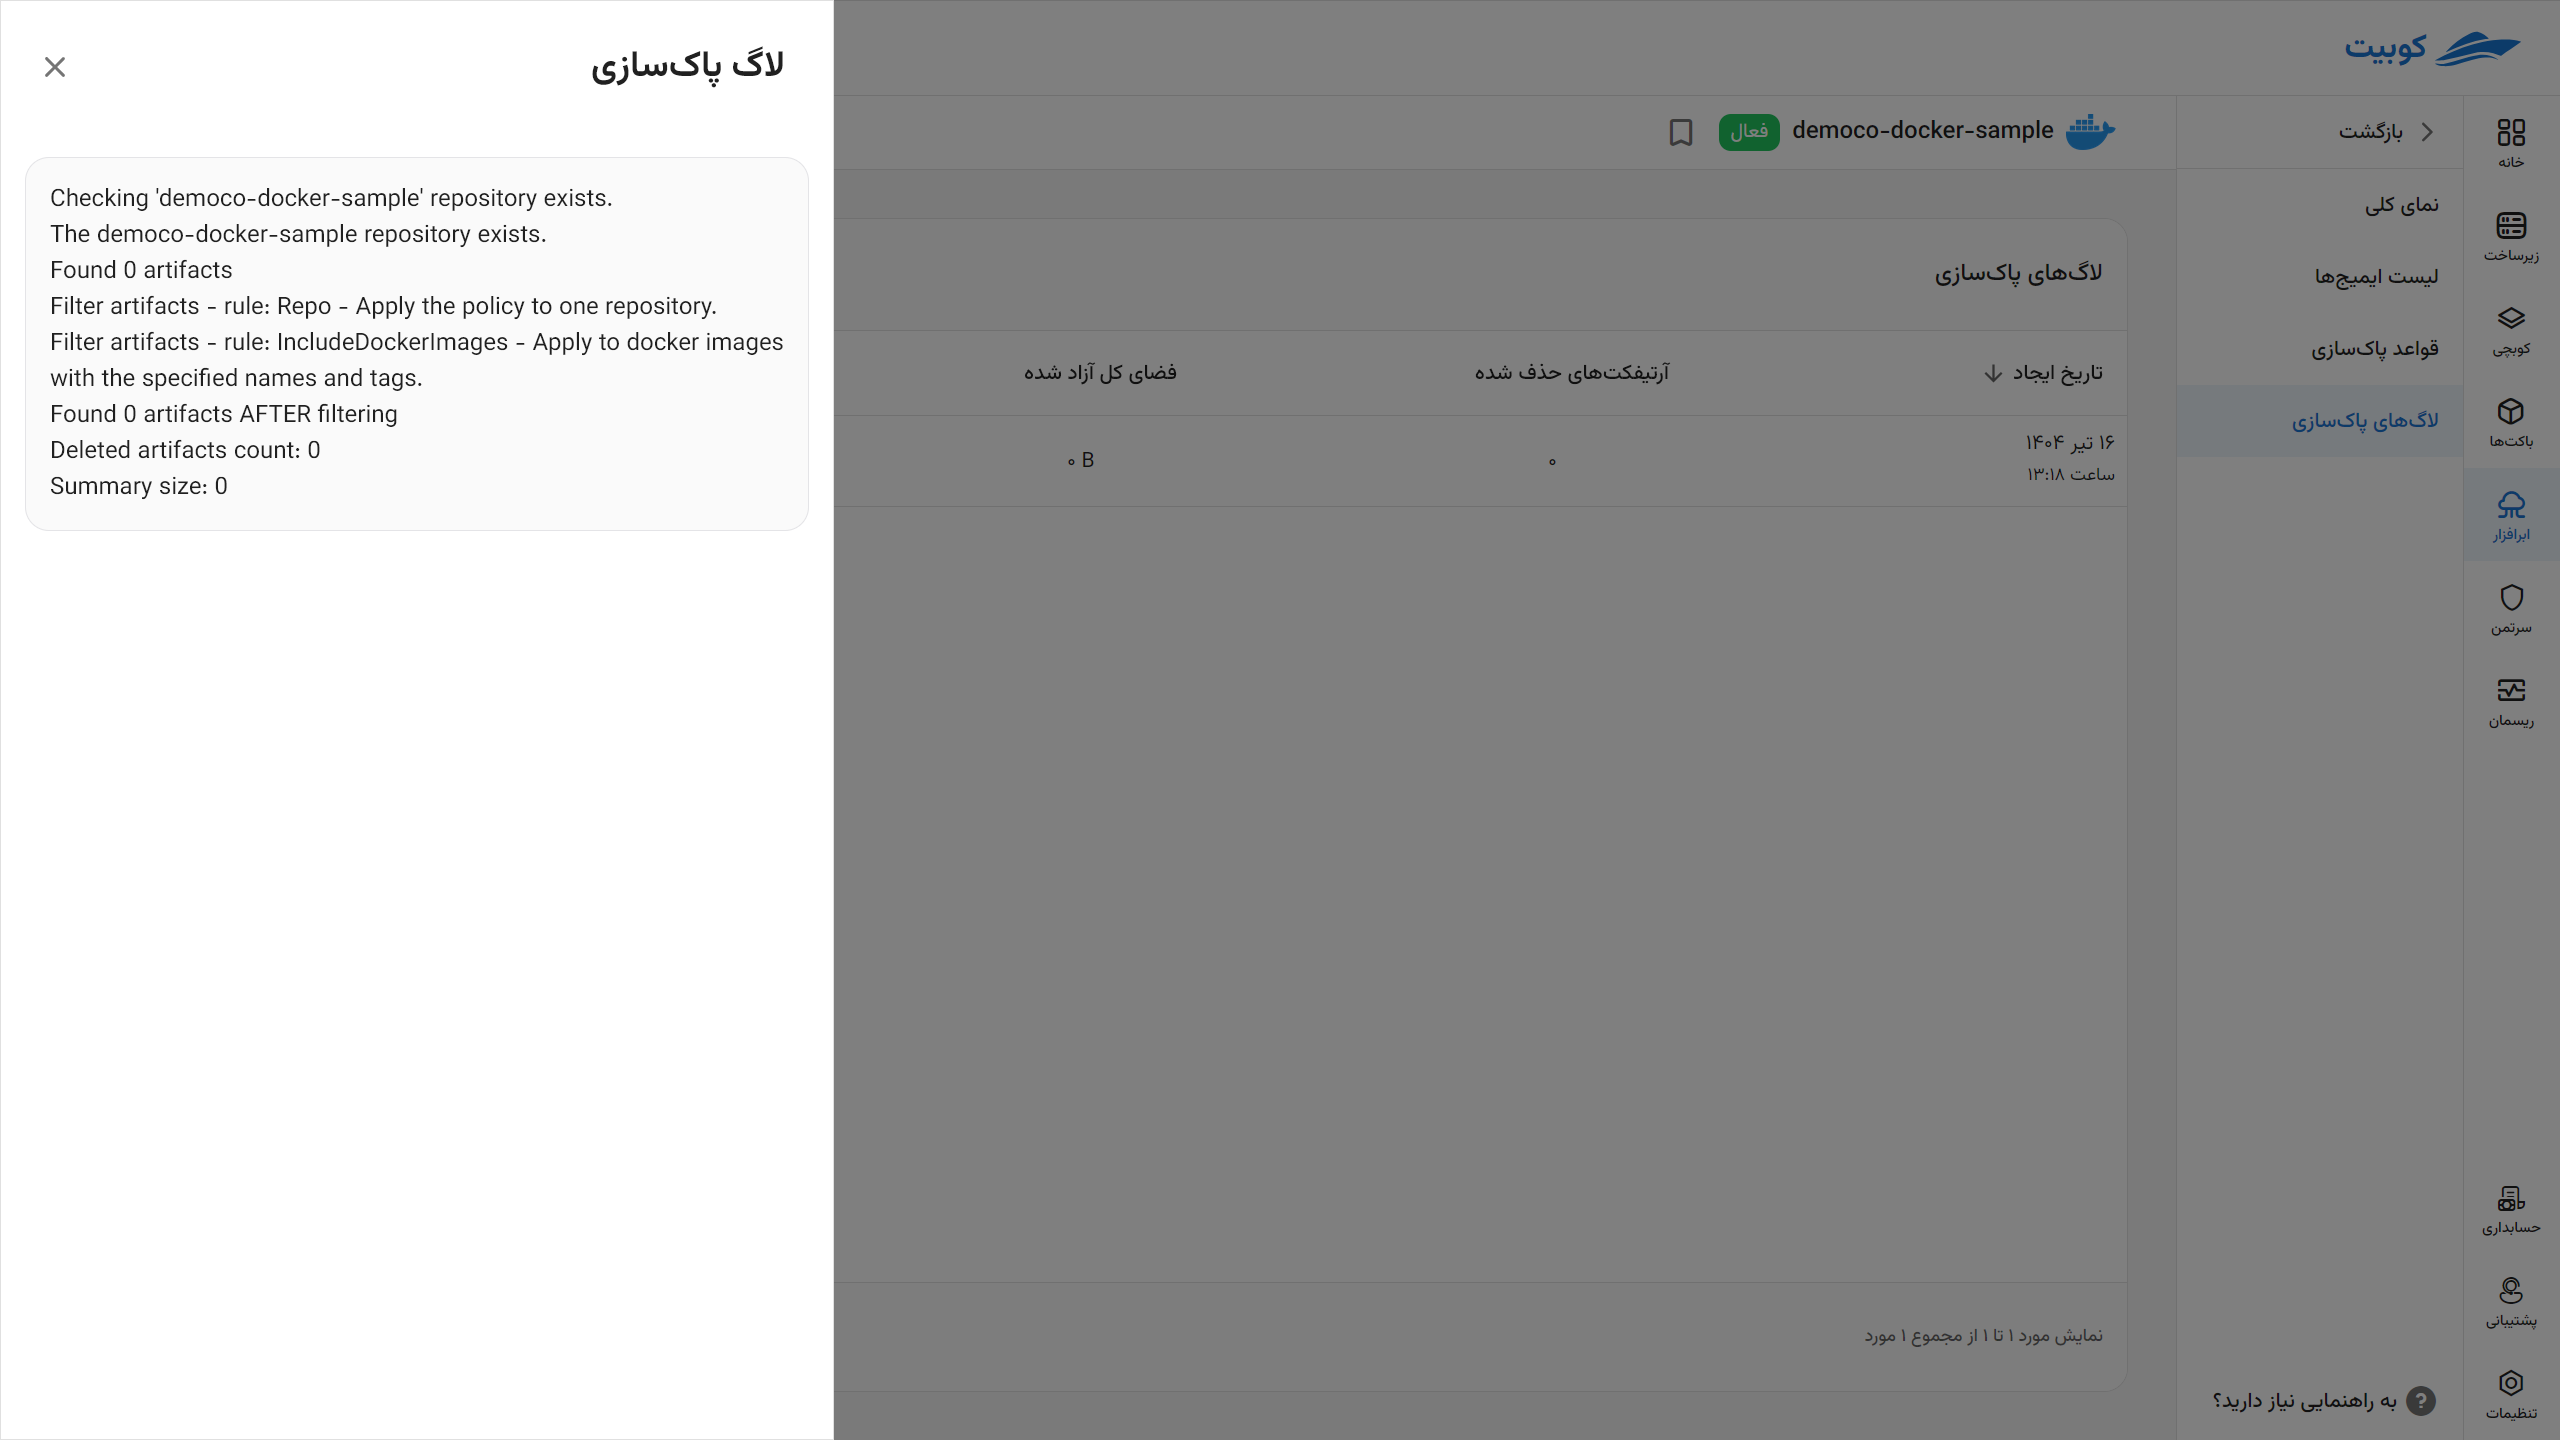 لاگ پاک‌سازی
Checking 'democo-docker-sample' repository exists.
The democo-docker-sample repository exists.
Found 0 artifacts
Filter artifacts - rule: Repo - Apply the policy to one repository.
Filter artifacts - rule: IncludeDockerImages - Apply to docker images
with the specified names and tags.
Found 0 artifacts AFTER filtering
Deleted artifacts count: 0
Summary size: 0
کوبیت
خانه
زیرساخت
کوبچی
باکت‌ها
ابرافزار
سرتمن
ریسمان
حسابداری
پشتیبانی
تنظیمات
بازگشت
نمای کلی
لیست ایمیج‌ها
قواعد پاک‌سازی
لاگ‌های پاک‌سازی
به راهنمایی نیاز دارید؟
democo-docker-sample فعال
لاگ‌های پاک‌سازی
تاریخ ایجاد آرتیفکت‌های حذف شده فضای کل آزاد شده
۱۶ تیر ۱۴۰۴
ساعت ۱۳:۱۸
۰
۰ B
نمایش مورد ۱ تا ۱ از مجموع ۱ مورد